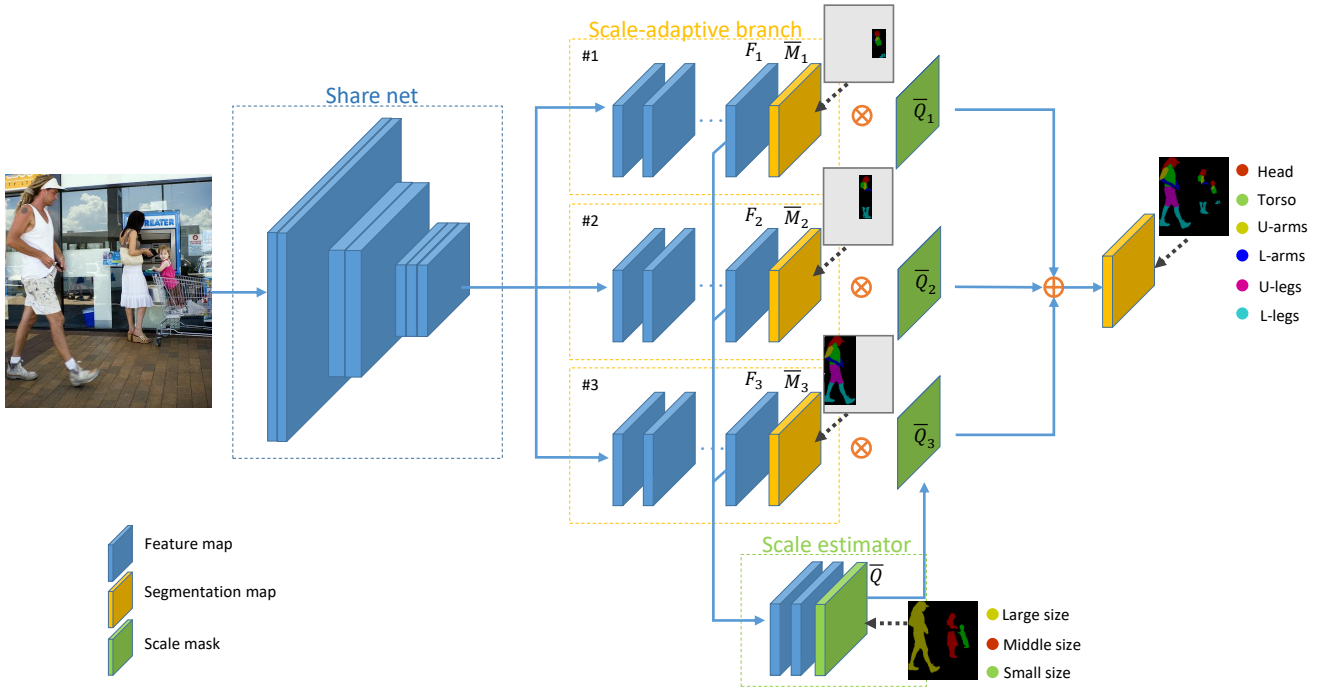 Scale-adaptive branch
Share net
#1
F₁
M̅₁
Q̅₁
#2
F₂
M̅₂
Q̅₂
#3
F₃
M̅₃
Q̅₃
EATER
Head
Torso
U-arms
L-arms
U-legs
L-legs
Feature map
Segmentation map
Scale mask
Scale estimator
Q̅
Large size
Middle size
Small size